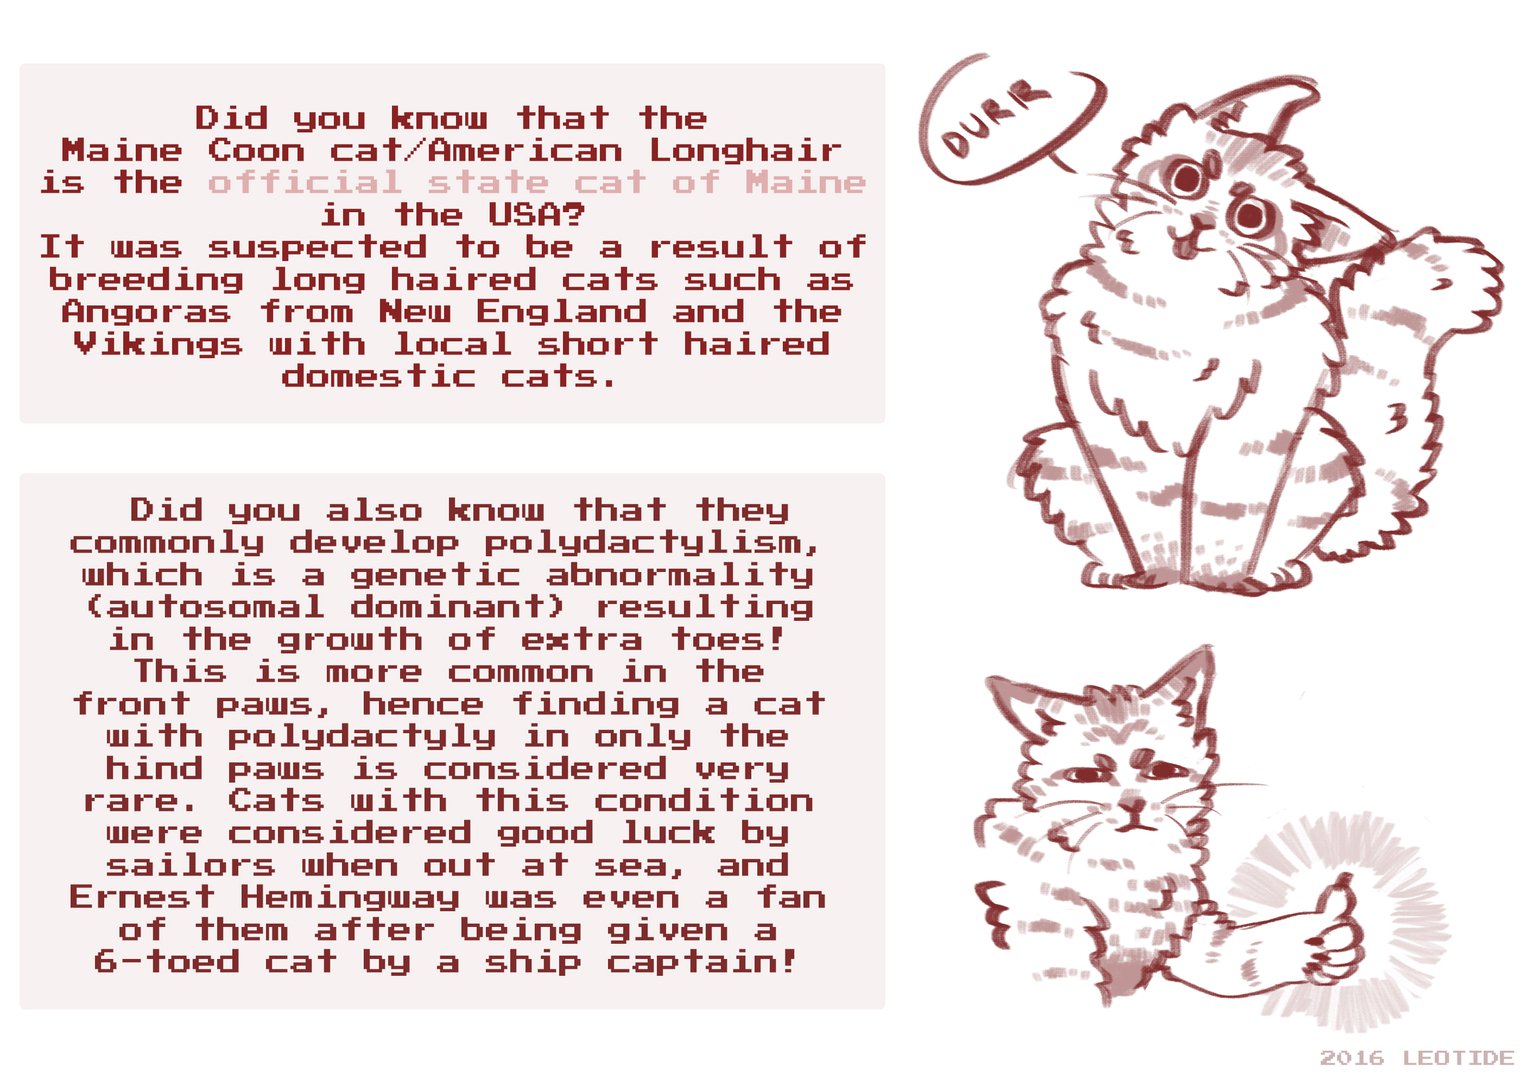 Did you know that the
Maine Coon cat/American Longhair
is the official state cat of Maine
in the USA?
It was suspected to be a result of
breeding long haired cats such as
Angoras from New England and the
Vikings with local short haired
domestic cats.
Did you also know that they
commonly develop polydactylism,
which is a genetic abnormality
(autosomal dominant) resulting
in the growth of extra toes!
This is more common in the
front paws, hence finding a cat
with polydactyly in only the
hind paws is considered very
rare. Cats with this condition
were considered good luck by
sailors when out at sea, and
Ernest Hemingway was even a fan
of them after being given a
6-toed cat by a ship captain!
DURR
2016 LEOTIDE